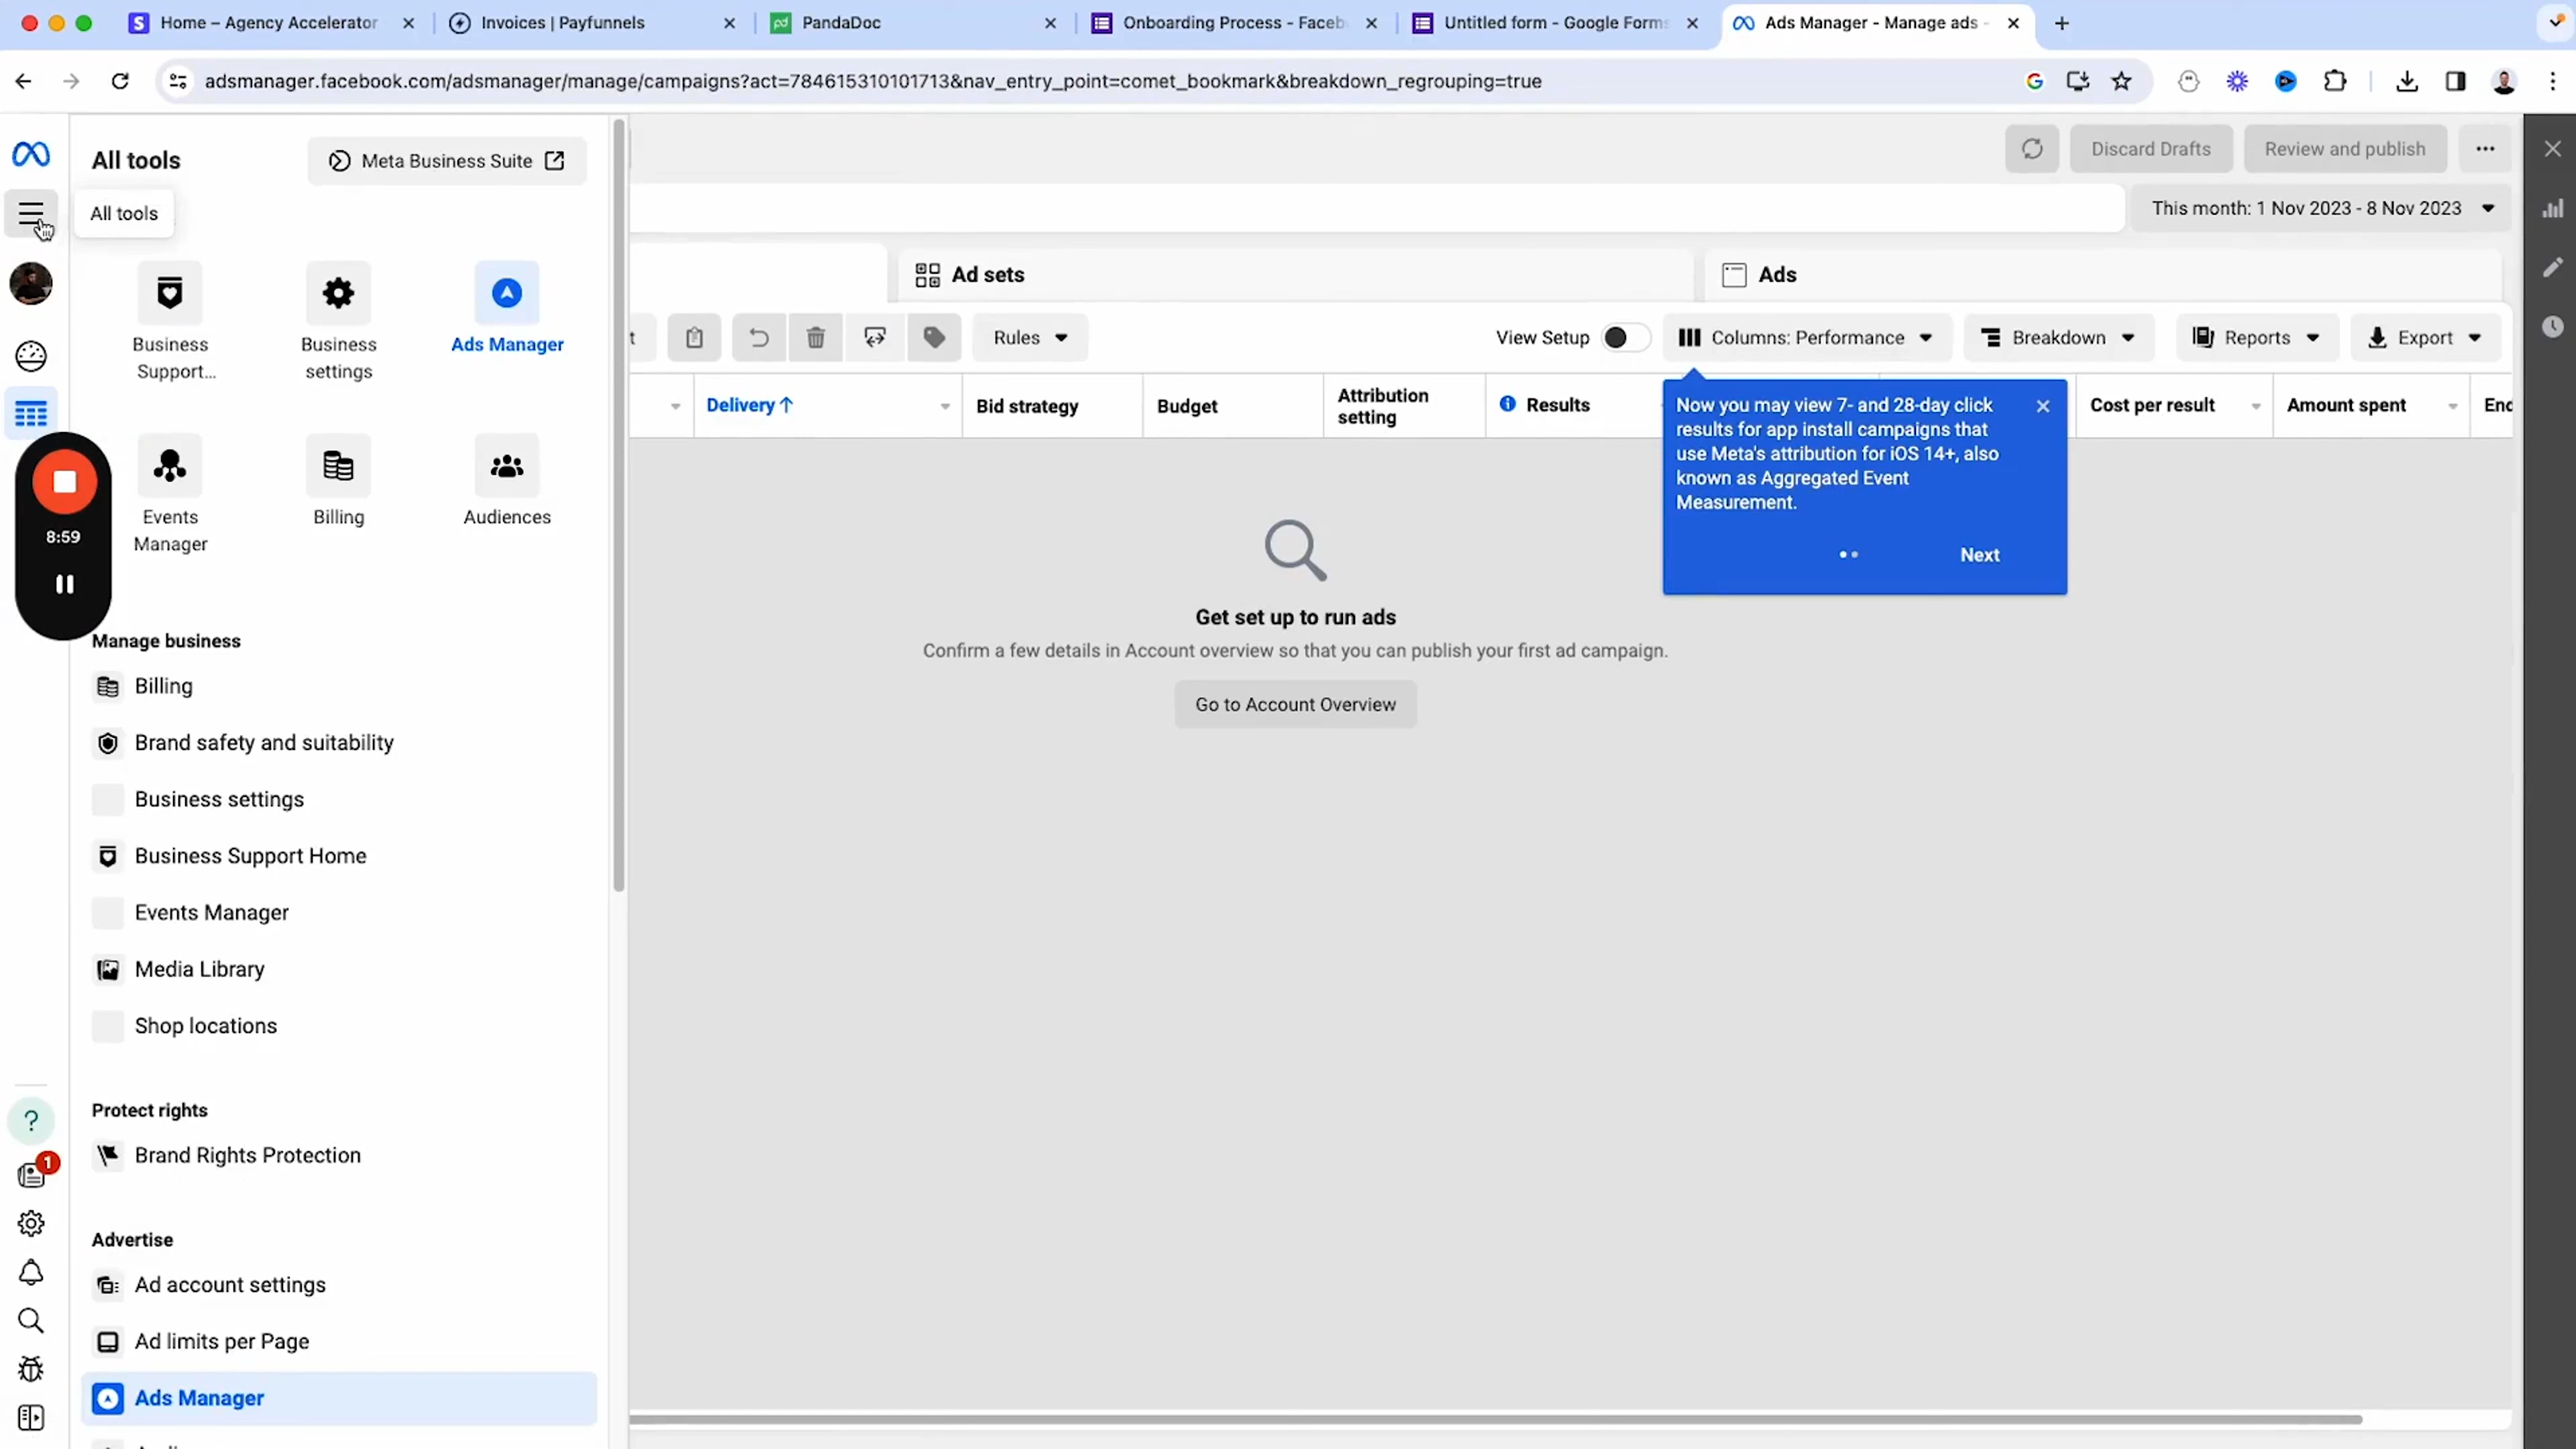 Home – Agency Accelerator
Invoices | Payfunnels
PandaDoc
Onboarding Process - Faceb
Untitled form - Google Forms
Ads Manager - Manage ads -
adsmanager.facebook.com/adsmanager/manage/campaigns?act=784615310101713&nav_entry_point=comet_bookmark&breakdown_regrouping=true
All tools
Meta Business Suite
Discard Drafts
Review and publish
All tools
This month: 1 Nov 2023 - 8 Nov 2023
Ad sets
Ads
Business
Support...
Business
settings
Ads Manager
t
Rules
View Setup
Columns: Performance
Breakdown
Reports
Export
Delivery ↑
Bid strategy
Budget
Attribution
setting
Results
Cost per result
Amount spent
End
Now you may view 7- and 28-day click
results for app install campaigns that
use Meta's attribution for iOS 14+, also
known as Aggregated Event
Measurement.
Next
Events
Manager
Billing
Audiences
8:59
Get set up to run ads
Confirm a few details in Account overview so that you can publish your first ad campaign.
Go to Account Overview
Manage business
Billing
Brand safety and suitability
Business settings
Business Support Home
Events Manager
Media Library
Shop locations
Protect rights
Brand Rights Protection
1
Advertise
Ad account settings
Ad limits per Page
Ads Manager